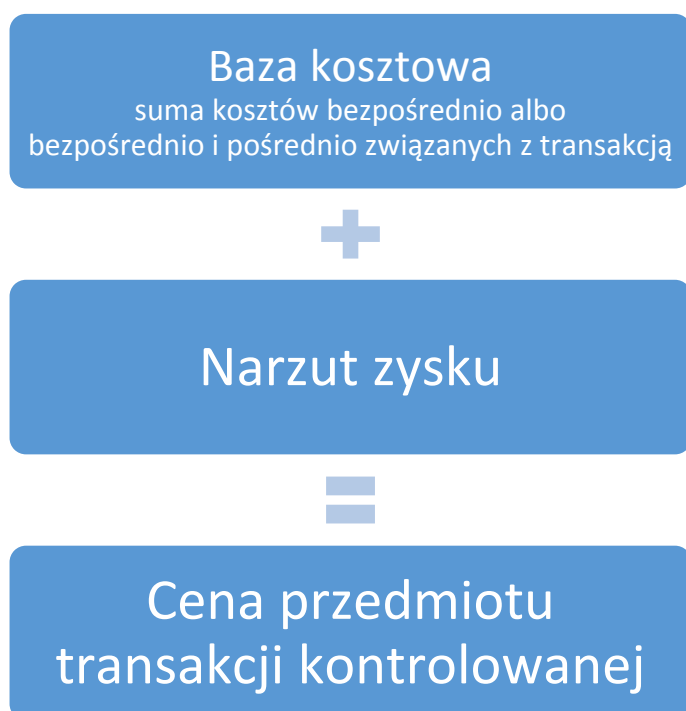 Baza kosztowa
suma kosztów bezpośrednio albo
bezpośrednio i pośrednio związanych z transakcją
Narzut zysku
Cena przedmiotu
transakcji kontrolowanej